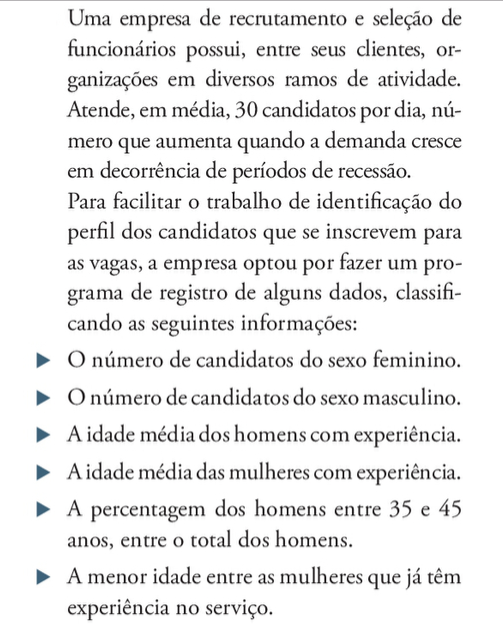 Uma empresa de recrutamento e seleção de
funcionários possui, entre seus clientes, or-
ganizações em diversos ramos de atividade.
Atende, em média, 30 candidatos por dia, nú-
mero que aumenta quando a demanda cresce
em decorrência de períodos de recessão.
Para facilitar o trabalho de identificação do
perfil dos candidatos que se inscrevem para
as vagas, a empresa optou por fazer um pro-
grama de registro de alguns dados, classifi-
cando as seguintes informações:
▶ O número de candidatos do sexo feminino.
▶ O número de candidatos do sexo masculino.
▶ A idade média dos homens com experiência.
▶ A idade média das mulheres com experiência.
▶ A percentagem dos homens entre 35 e 45
anos, entre o total dos homens.
▶ A menor idade entre as mulheres que já têm
experiência no serviço.